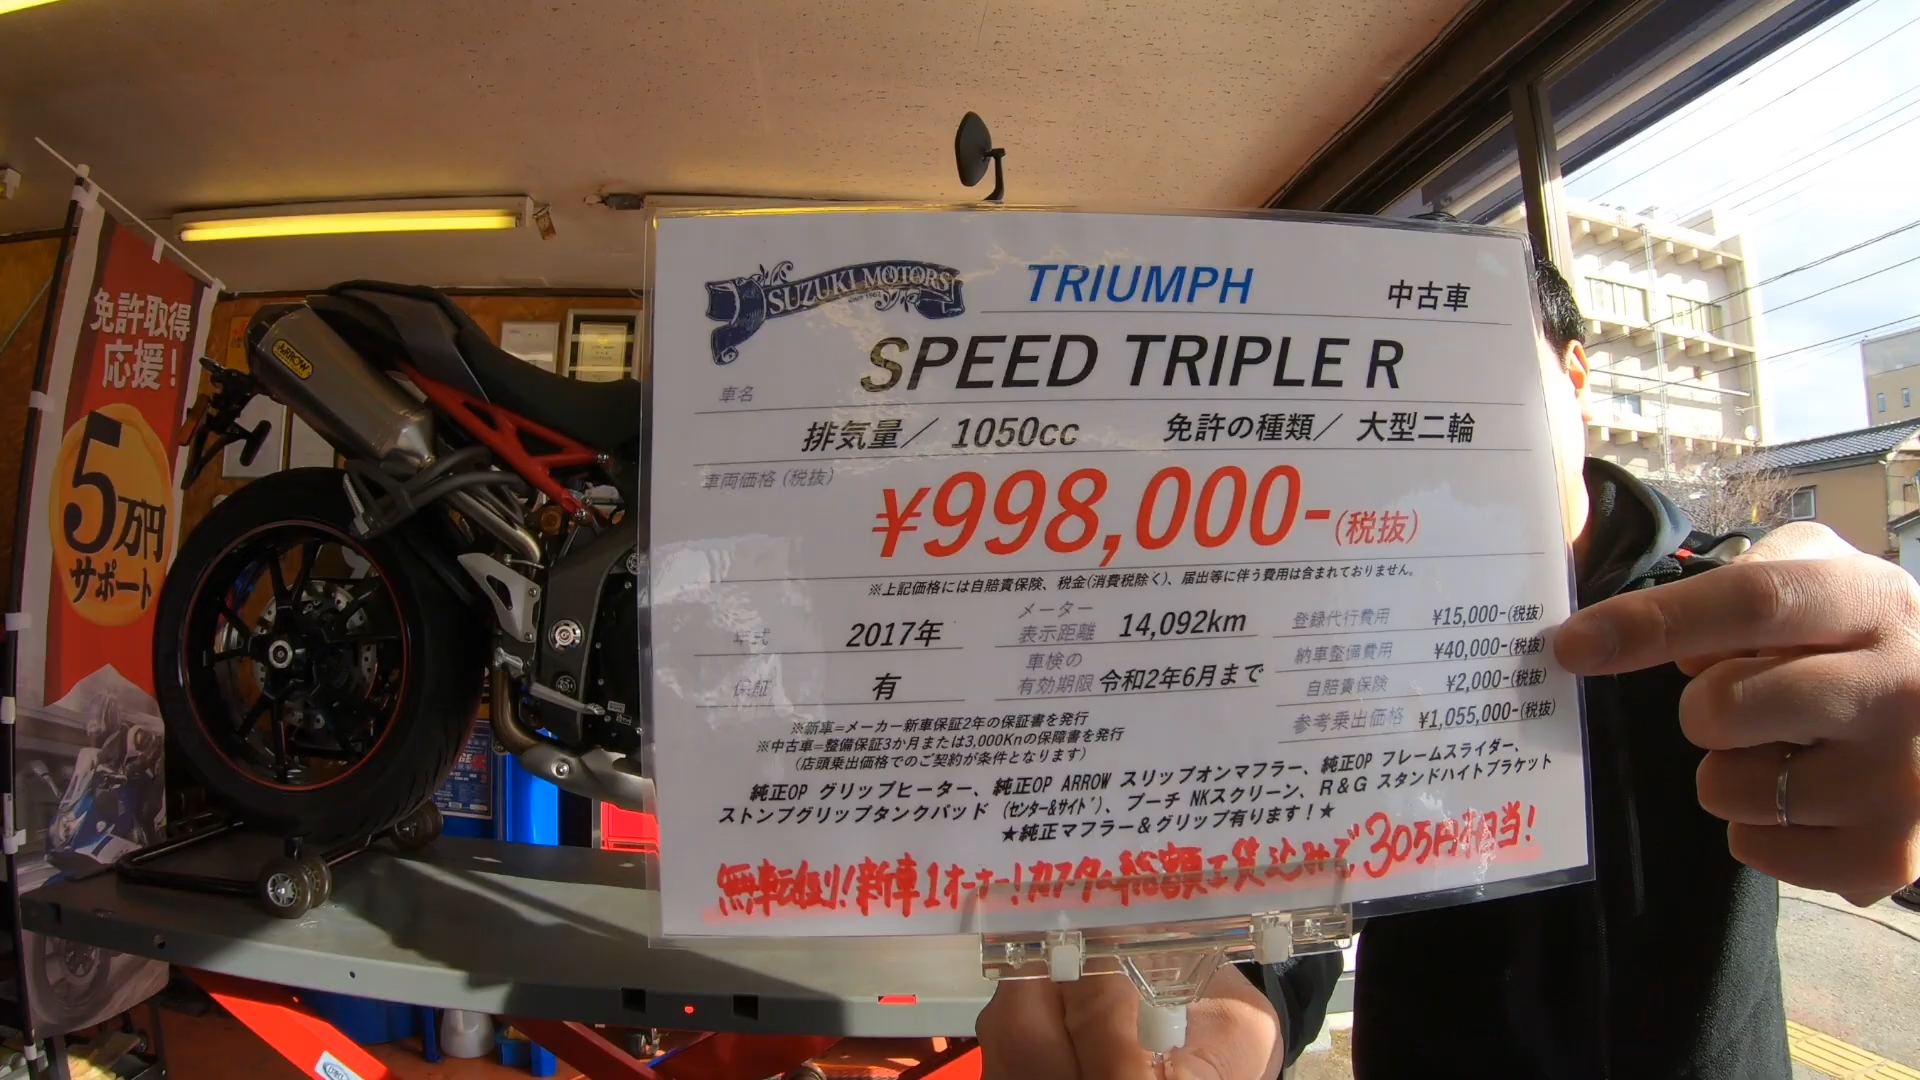 免許取得
応援！
5万円
サポート
ARROW
SUZUKI MOTORS
SINCE 1963
TRIUMPH
中古車
車名
SPEED TRIPLE R
排気量／ 1050cc
免許の種類／ 大型二輪
車両価格 (税抜)
¥998,000-(税抜)
※上記価格には自賠責保険、税金(消費税除く)、届出等に伴う費用は含まれておりません。
年式 2017年
メーター表示距離 14,092km
保証 有
車検の有効期限 令和2年6月まで
登録代行費用 ¥15,000-(税抜)
納車整備費用 ¥40,000-(税抜)
自賠責保険 ¥2,000-(税抜)
参考乗出価格 ¥1,055,000-(税抜)
※新車=メーカー新車保証2年の保証書を発行
※中古車=整備保証3か月または3,000Knの保障書を発行
(店頭乗出価格でのご契約が条件となります)
純正OP グリップヒーター、純正OP ARROW スリップオンマフラー、純正OP フレームスライダー、
ストンプグリップタンクパッド (センター&サイド)、プーチ NKスクリーン、R＆G スタンドハイトブラケット
★純正マフラー＆グリップ有ります！★
無転倒！新車1オーナー！カスタム総額工賃込みで30万円相当！